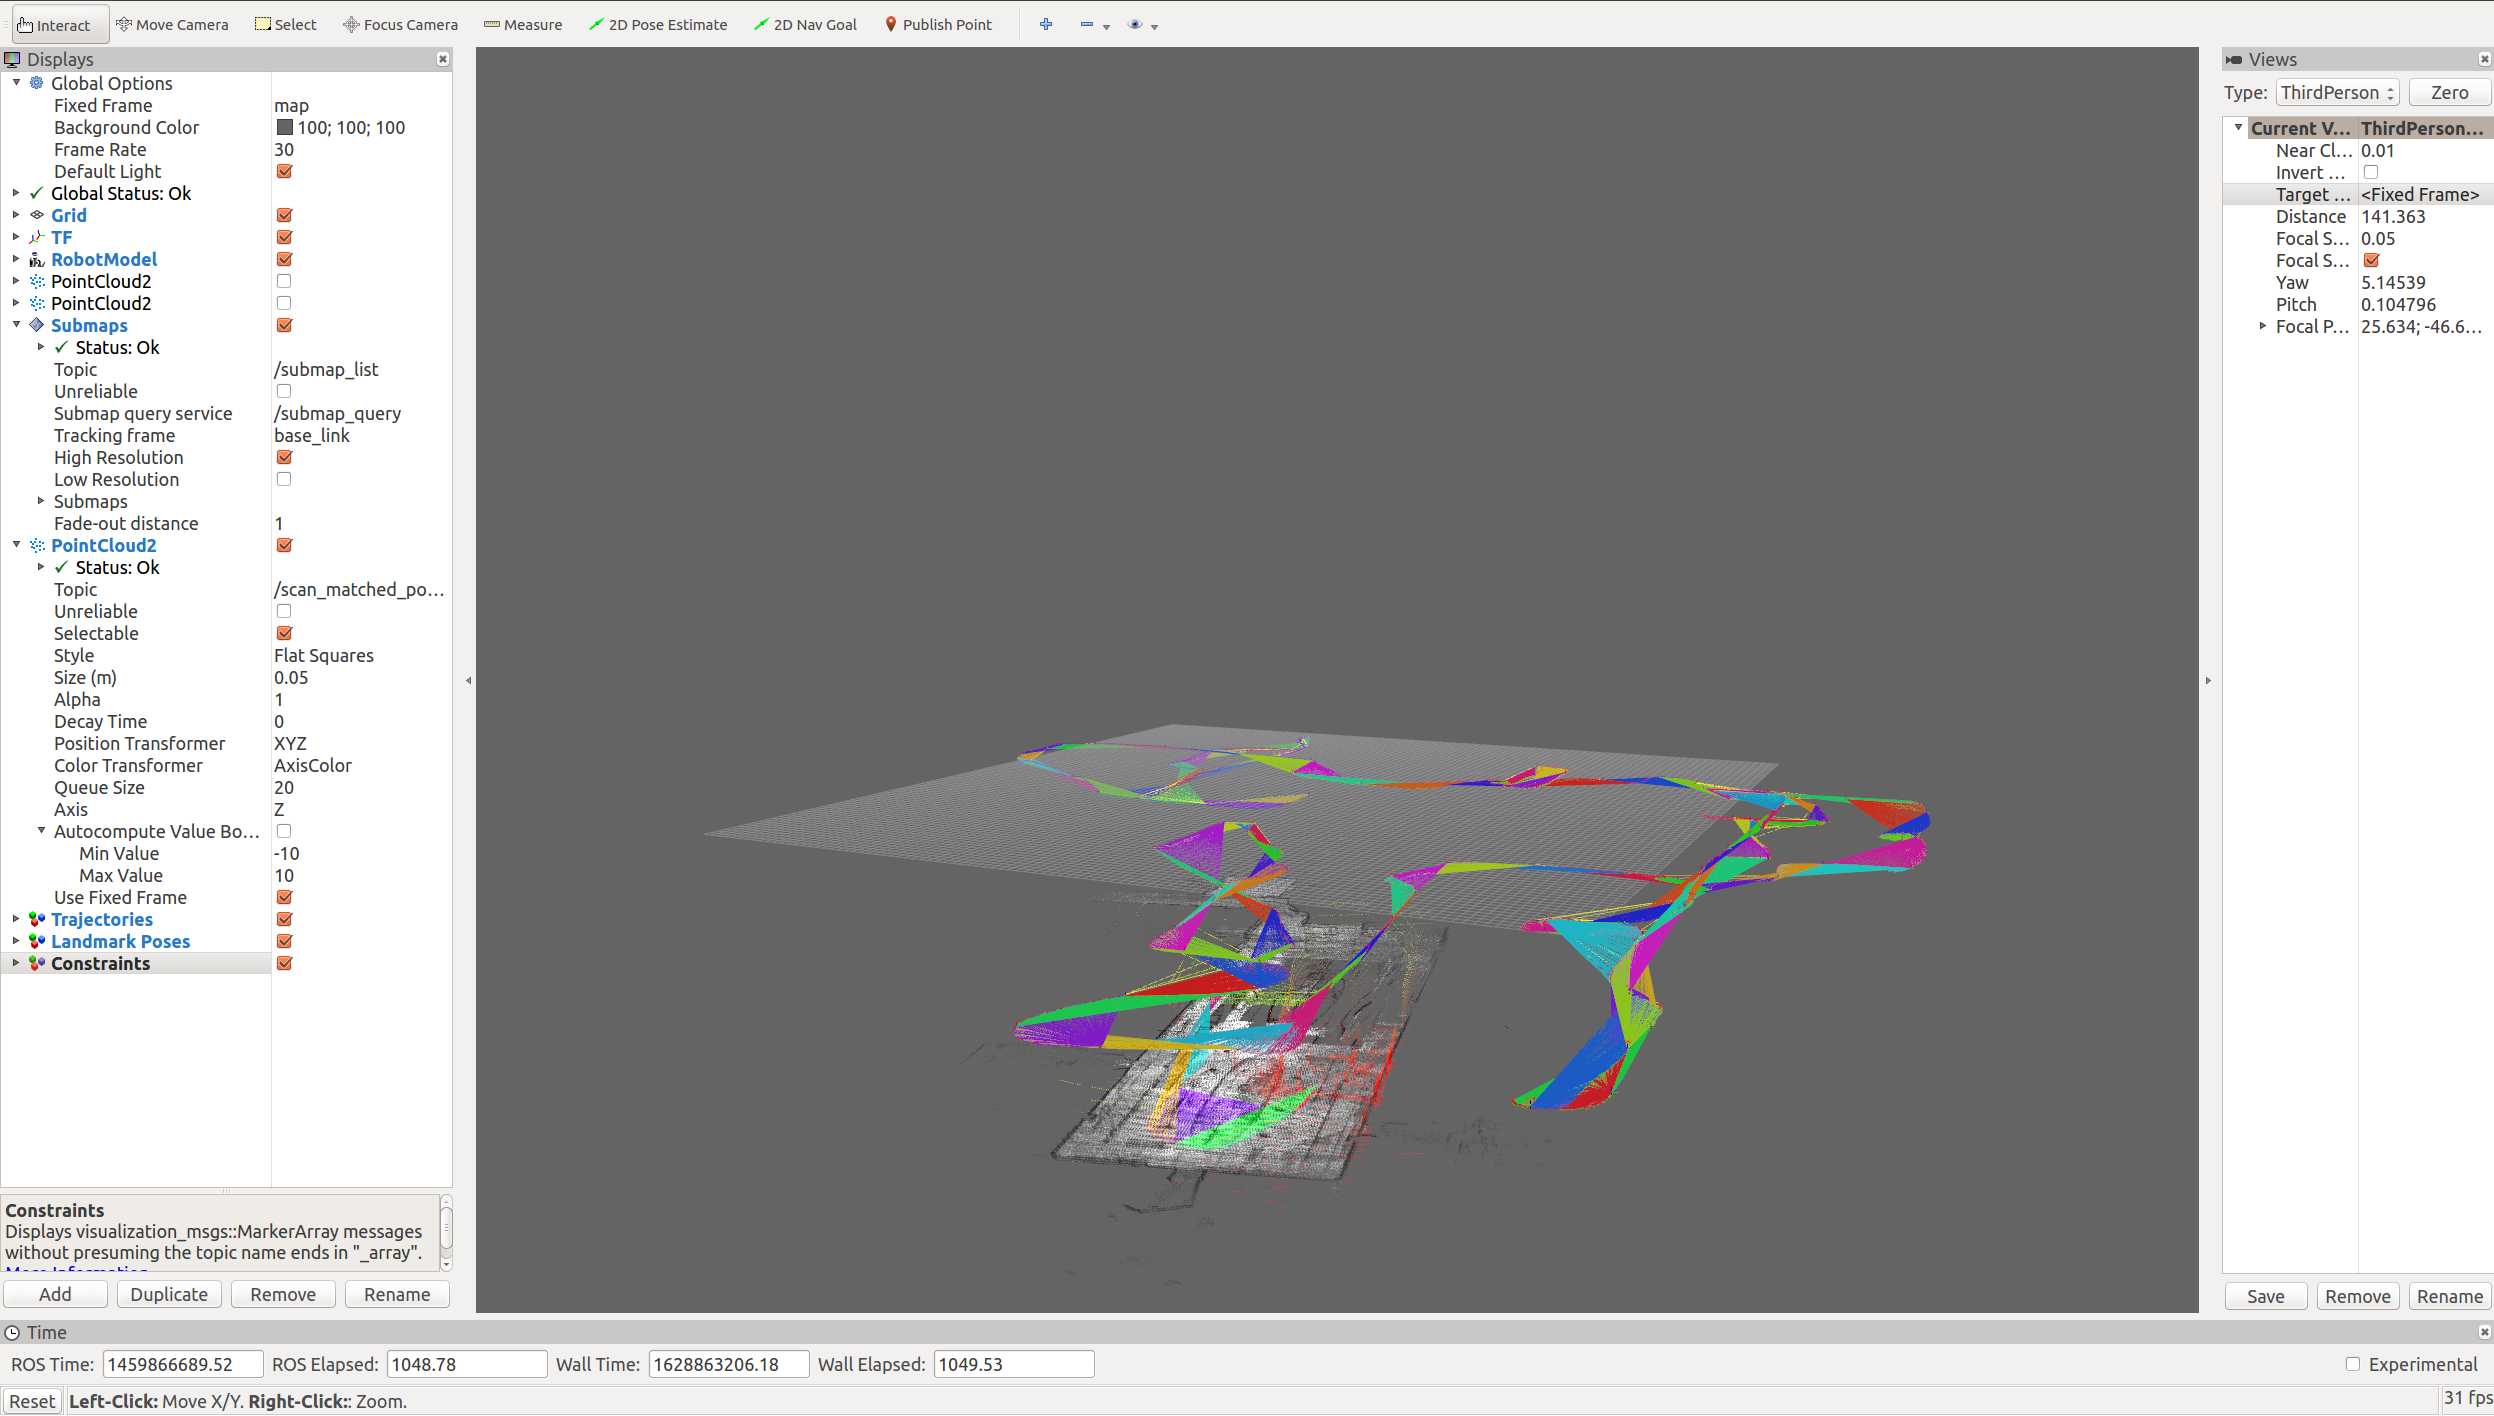 Interact Move Camera Select Focus Camera Measure 2D Pose Estimate 2D Nav Goal Publish Point
Displays
Global Options
Fixed Frame map
Background Color 100; 100; 100
Frame Rate 30
Default Light
Global Status: Ok
Grid
TF
RobotModel
PointCloud2
PointCloud2
Submaps
Status: Ok
Topic /submap_list
Unreliable
Submap query service /submap_query
Tracking frame base_link
High Resolution
Low Resolution
Submaps
Fade-out distance 1
PointCloud2
Status: Ok
Topic /scan_matched_po...
Unreliable
Selectable
Style Flat Squares
Size (m) 0.05
Alpha 1
Decay Time 0
Position Transformer XYZ
Color Transformer AxisColor
Queue Size 20
Axis Z
Autocompute Value Bo...
Min Value -10
Max Value 10
Use Fixed Frame
Trajectories
Landmark Poses
Constraints
Constraints
Displays visualization_msgs::MarkerArray messages
without presuming the topic name ends in "_array".
More Information
Add Duplicate Remove Rename
Views
Type: ThirdPerson Zero
Current V... ThirdPerson...
Near Cl... 0.01
Invert ...
Target ... <Fixed Frame>
Distance 141.363
Focal S... 0.05
Focal S...
Yaw 5.14539
Pitch 0.104796
Focal P... 25.634; -46.6...
Save Remove Rename
Time
ROS Time: 1459866689.52 ROS Elapsed: 1048.78 Wall Time: 1628863206.18 Wall Elapsed: 1049.53 Experimental
Reset Left-Click: Move X/Y. Right-Click:: Zoom. 31 fps